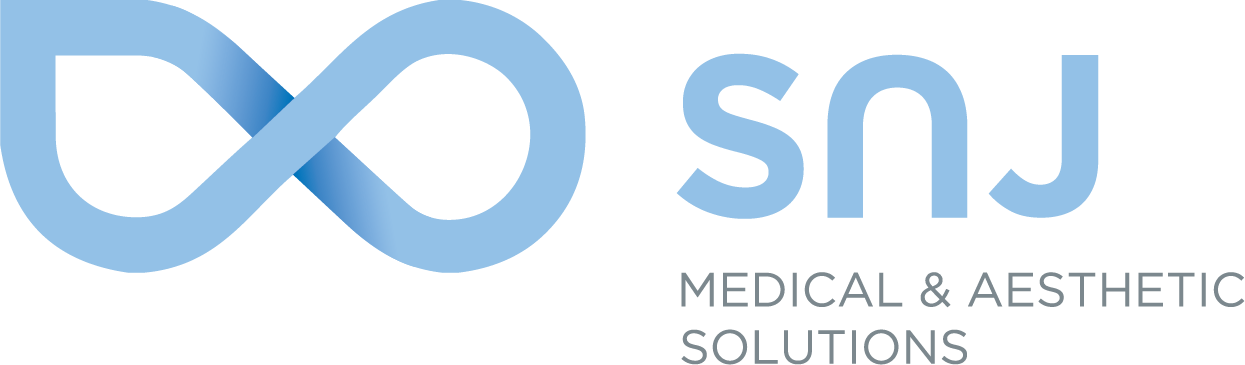 SNJ
MEDICAL & AESTHETIC
SOLUTIONS